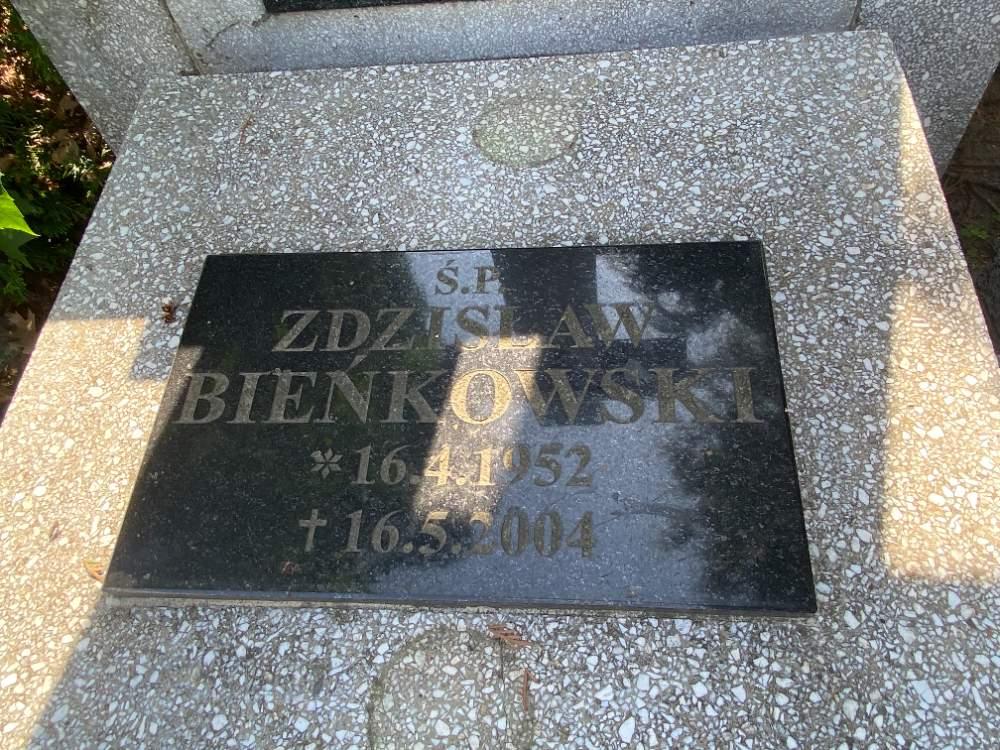 Ś.P.
ZDZISŁAW
BIEŃKOWSKI
* 16.4.1952
† 16.5.2004